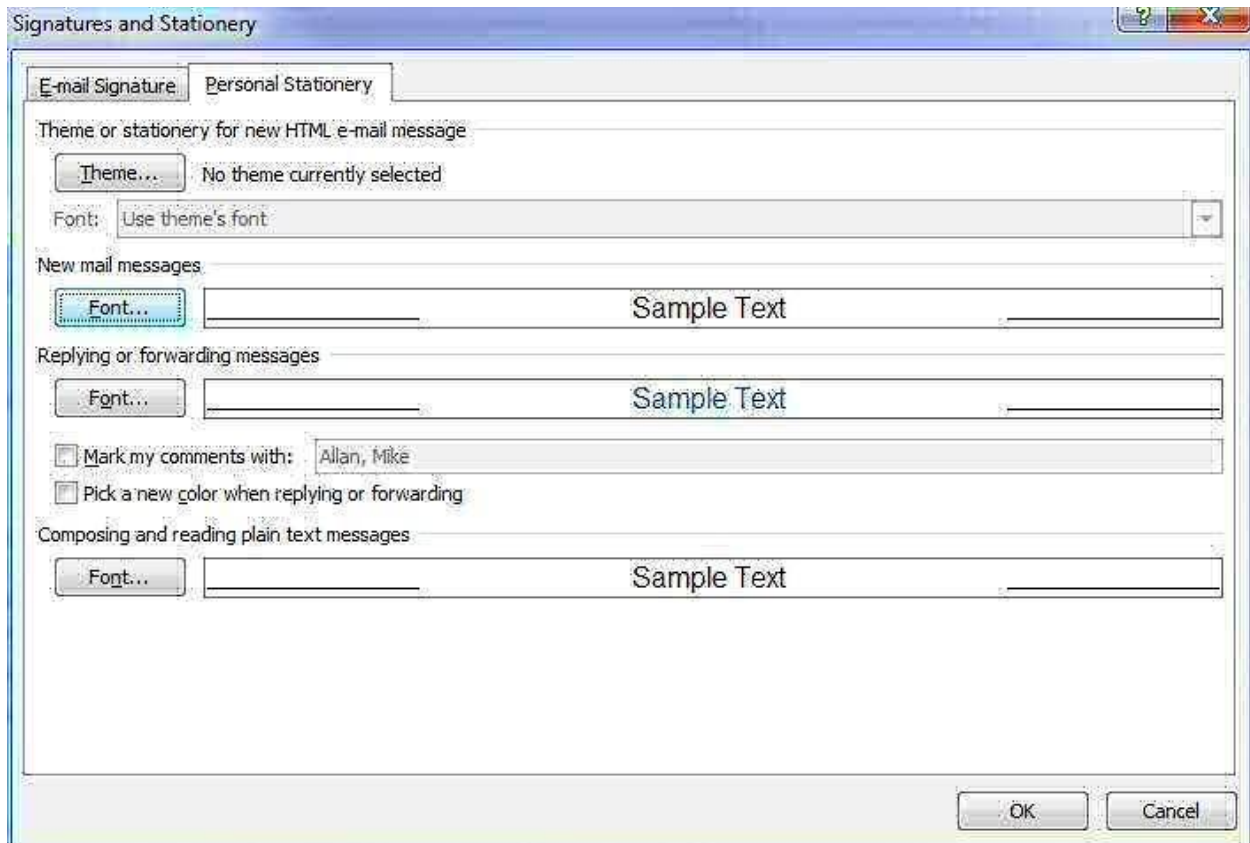 Signatures and Stationery
?
E-mail Signature Personal Stationery
Theme or stationery for new HTML e-mail message
Theme... No theme currently selected
Font: Use theme's font
New mail messages
Font... Sample Text
Replying or forwarding messages
Font... Sample Text
Mark my comments with: Allan, Mike
Pick a new color when replying or forwarding
Composing and reading plain text messages
Font... Sample Text
OK Cancel